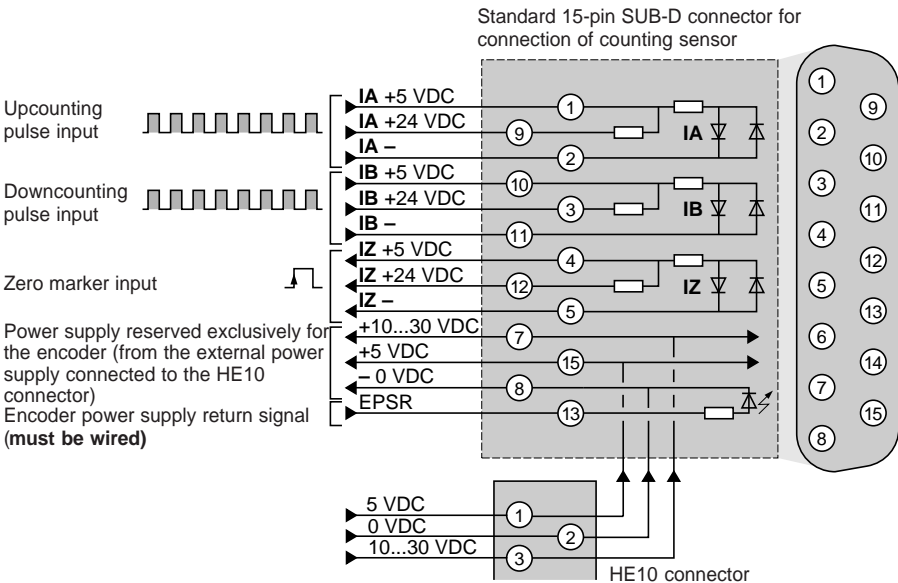 Standard 15-pin SUB-D connector for
connection of counting sensor
Upcounting
pulse input
IA +5 VDC
1
IA +24 VDC
9
IA –
2
IA
Downcounting
pulse input
IB +5 VDC
10
IB +24 VDC
3
IB –
11
IB
Zero marker input
IZ +5 VDC
4
IZ +24 VDC
12
IZ –
5
IZ
Power supply reserved exclusively for
the encoder (from the external power
supply connected to the HE10
connector)
+10...30 VDC
7
+5 VDC
15
– 0 VDC
8
Encoder power supply return signal
(must be wired)
EPSR
13
1
9
2
10
3
11
4
12
5
13
6
14
7
15
8
5 VDC
1
0 VDC
2
10...30 VDC
3
HE10 connector